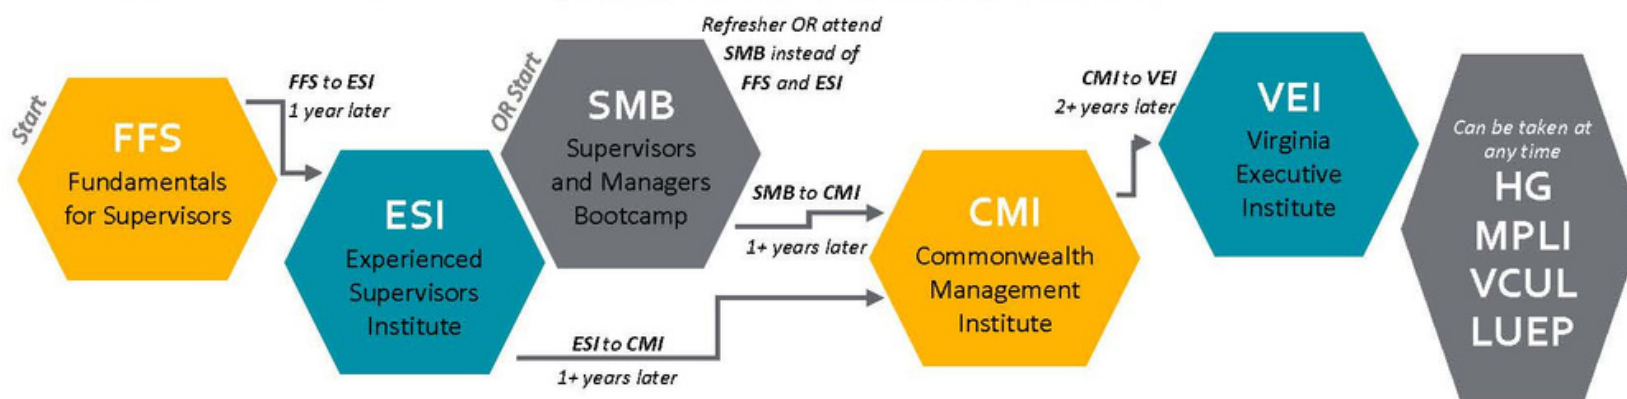 Start
FFS
Fundamentals
for Supervisors
FFS to ESI
1 year later
ESI
Experienced
Supervisors
Institute
OR Start
SMB
Supervisors
and Managers
Bootcamp
Refresher OR attend
SMB instead of
FFS and ESI
SMB to CMI
1+ years later
ESI to CMI
1+ years later
CMI
Commonwealth
Management
Institute
CMI to VEI
2+ years later
VEI
Virginia
Executive
Institute
Can be taken at
any time
HG
MPLI
VCUL
LUEP